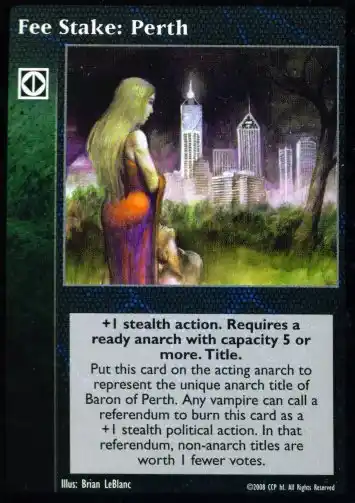 Fee Stake: Perth
+1 stealth action. Requires a
ready anarch with capacity 5 or
more. Title.
Put this card on the acting anarch to
represent the unique anarch title of
Baron of Perth. Any vampire can call a
referendum to burn this card as a
+1 stealth political action. In that
referendum, non-anarch titles are
worth 1 fewer votes.
Illus: Brian LeBlanc
©2008 CCP hf. All Rights Reserved